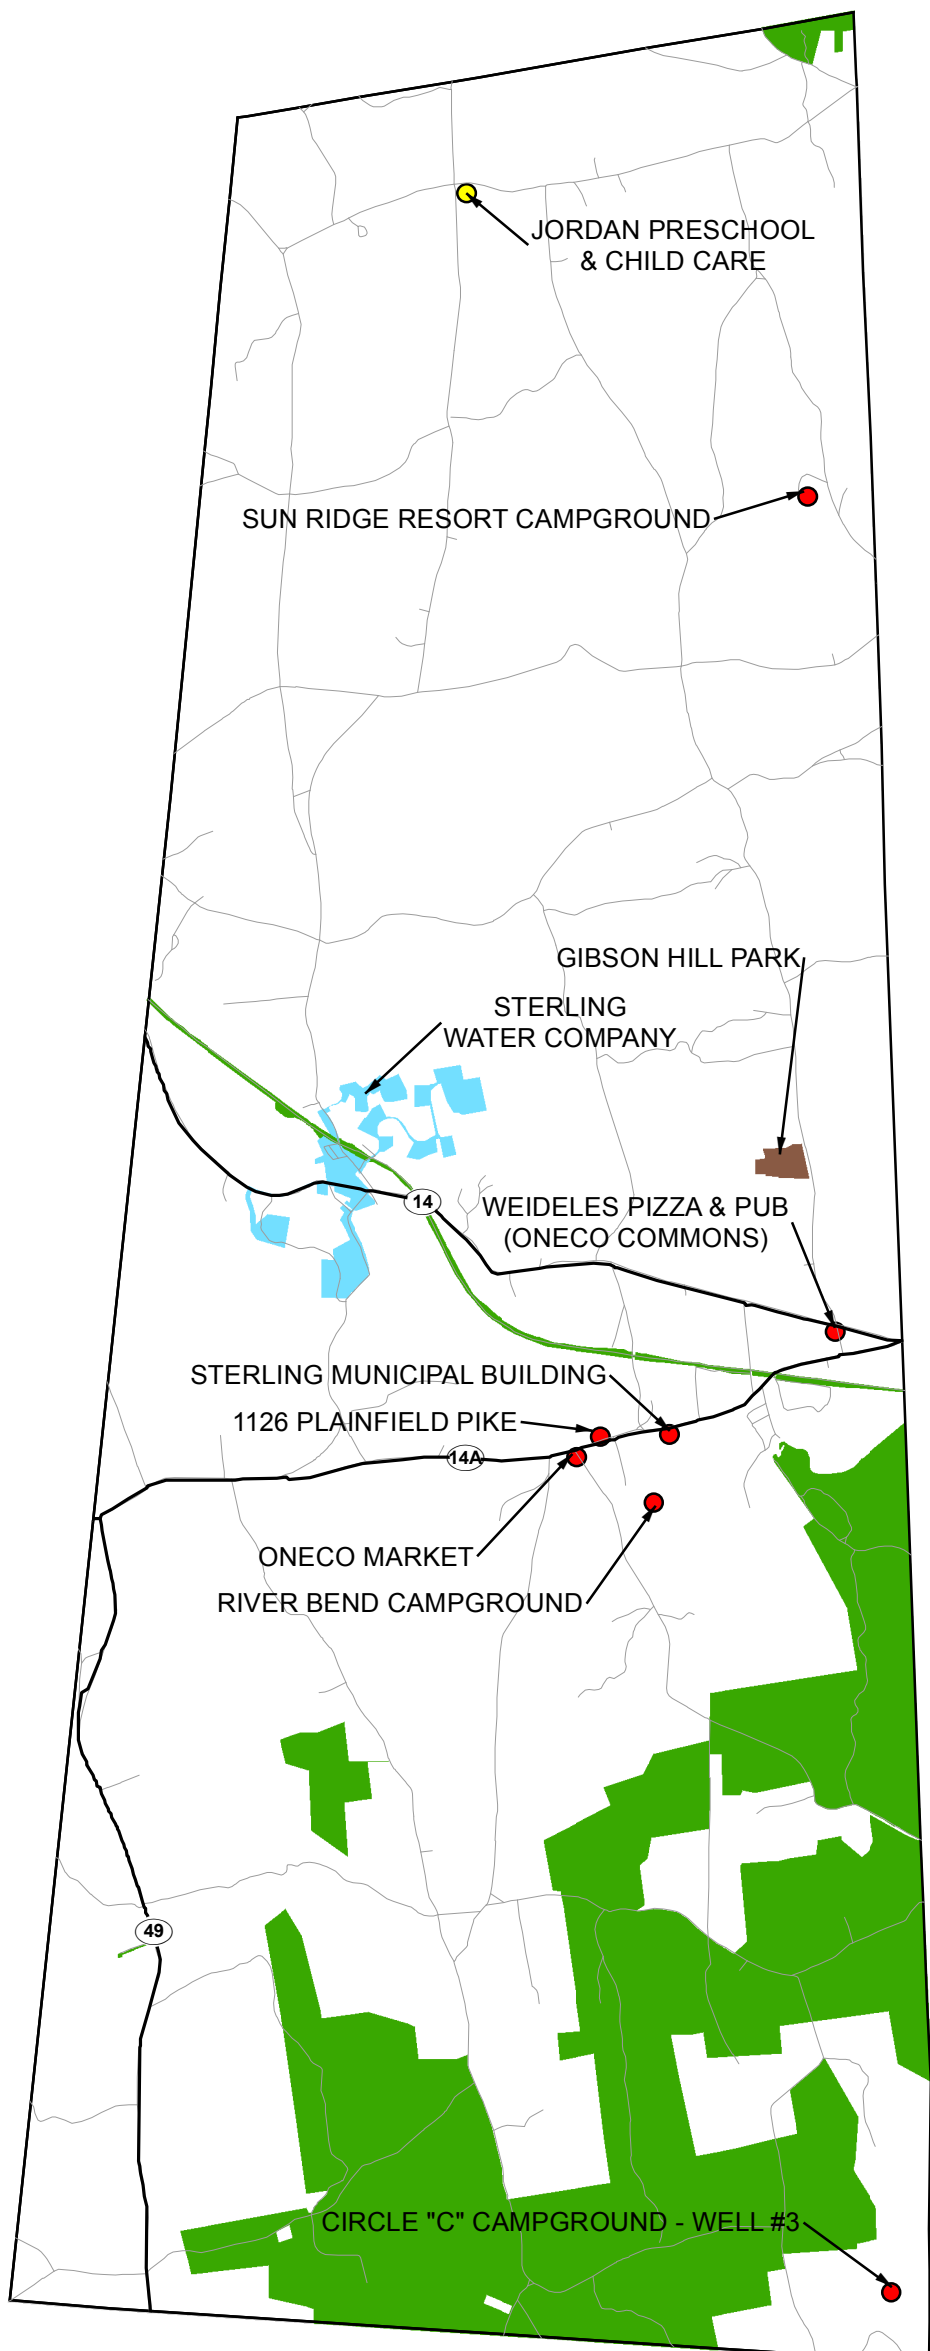 JORDAN PRESCHOOL
& CHILD CARE
SUN RIDGE RESORT CAMPGROUND
GIBSON HILL PARK
STERLING
WATER COMPANY
14
WEIDELES PIZZA & PUB
(ONECO COMMONS)
STERLING MUNICIPAL BUILDING
1126 PLAINFIELD PIKE
14A
ONECO MARKET
RIVER BEND CAMPGROUND
49
CIRCLE "C" CAMPGROUND - WELL #3